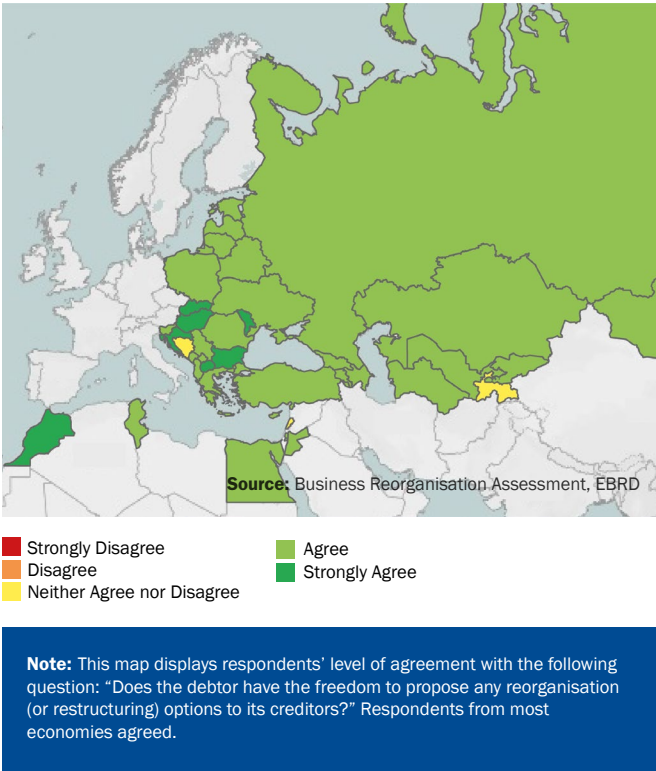 Source: Business Reorganisation Assessment, EBRD
Strongly Disagree
Disagree
Neither Agree nor Disagree
Agree
Strongly Agree
Note: This map displays respondents’ level of agreement with the following
question: “Does the debtor have the freedom to propose any reorganisation
(or restructuring) options to its creditors?” Respondents from most
economies agreed.